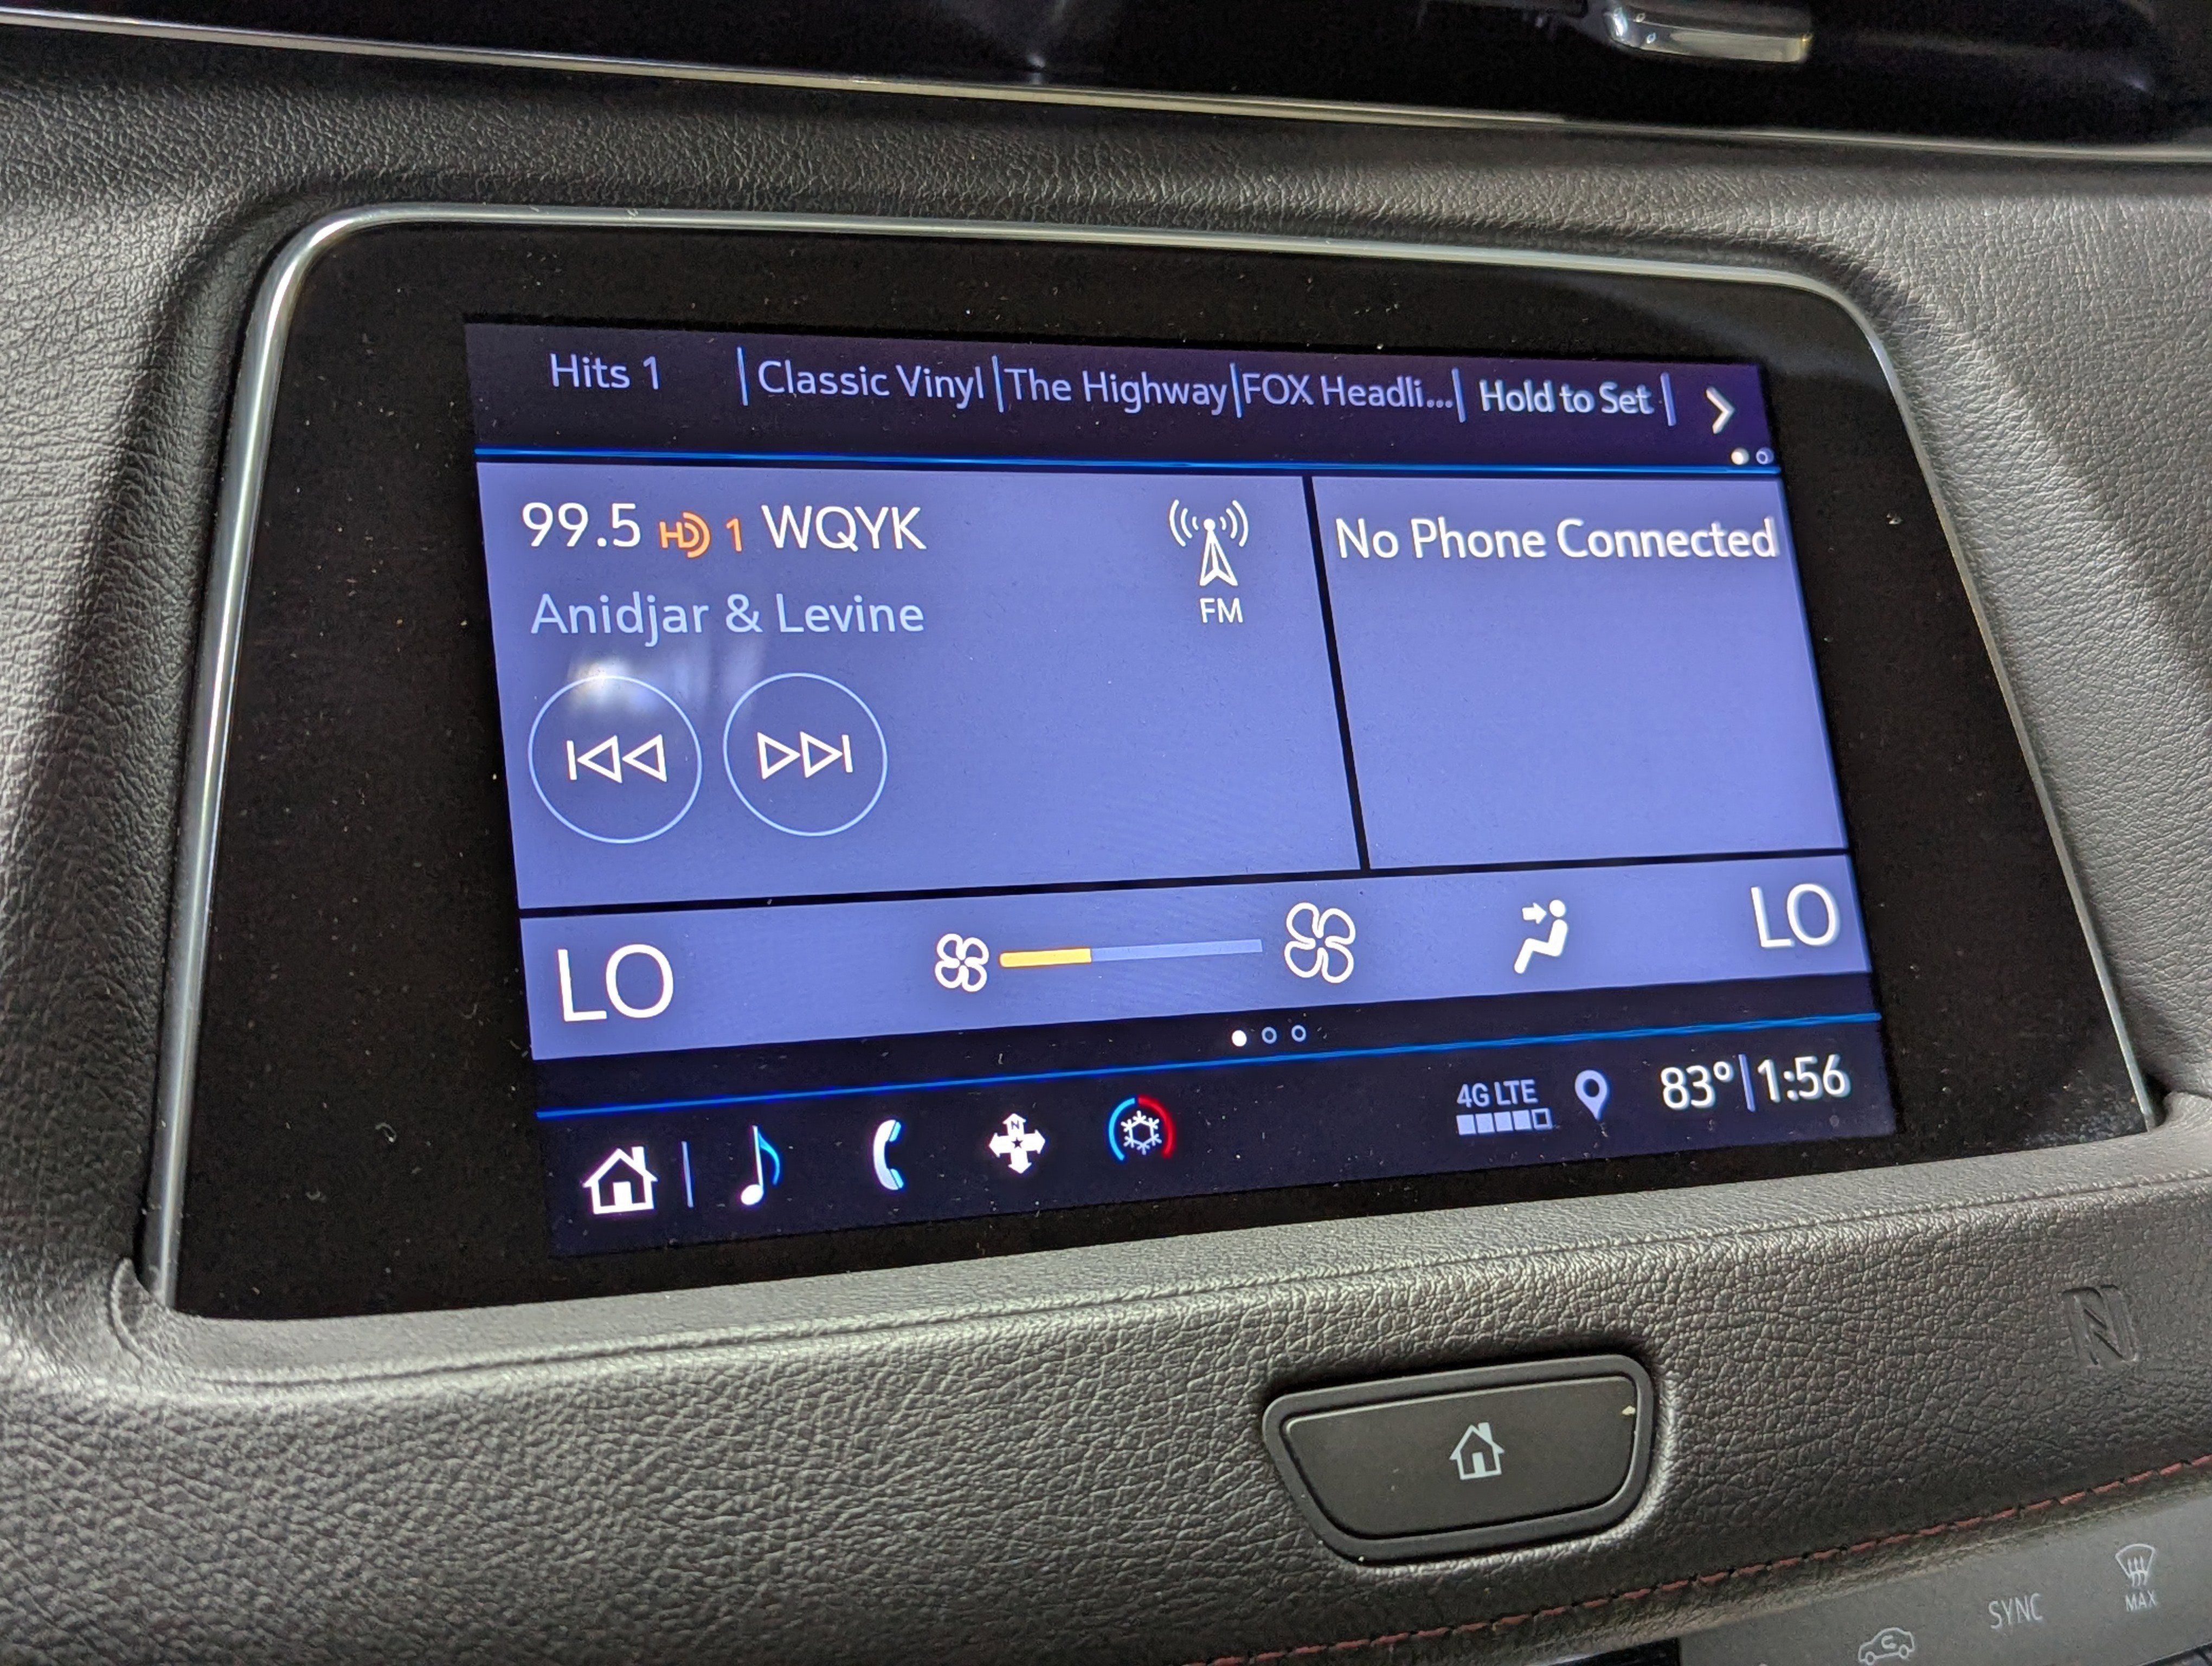 Hits 1 | Classic Vinyl | The Highway | FOX Headli... | Hold to Set |
99.5 HD 1 WQYK
Anidjar & Levine
FM
No Phone Connected
LO
LO
4G LTE
83° | 1:56
N
SYNC
MAX